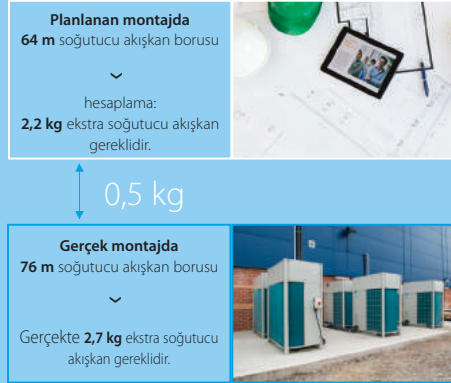 Planlanan montajda
64 m soğutucu akışkan borusu
hesaplama:
2,2 kg ekstra soğutucu akışkan
gereklidir.
0,5 kg
Gerçek montajda
76 m soğutucu akışkan borusu
Gerçekte 2,7 kg ekstra soğutucu
akışkan gereklidir.